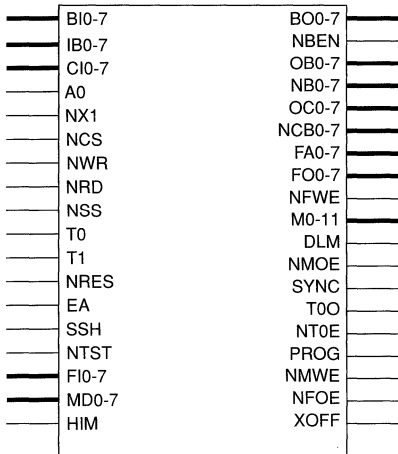 BI0-7
IB0-7
CI0-7
A0
NX1
NCS
NWR
NRD
NSS
T0
T1
NRES
EA
SSH
NTST
FI0-7
MD0-7
HIM
BO0-7
NBEN
OB0-7
NB0-7
OC0-7
NCB0-7
FA0-7
FO0-7
NFWE
M0-11
DLM
NMOE
SYNC
T0O
NT0E
PROG
NMWE
NFOE
XOFF